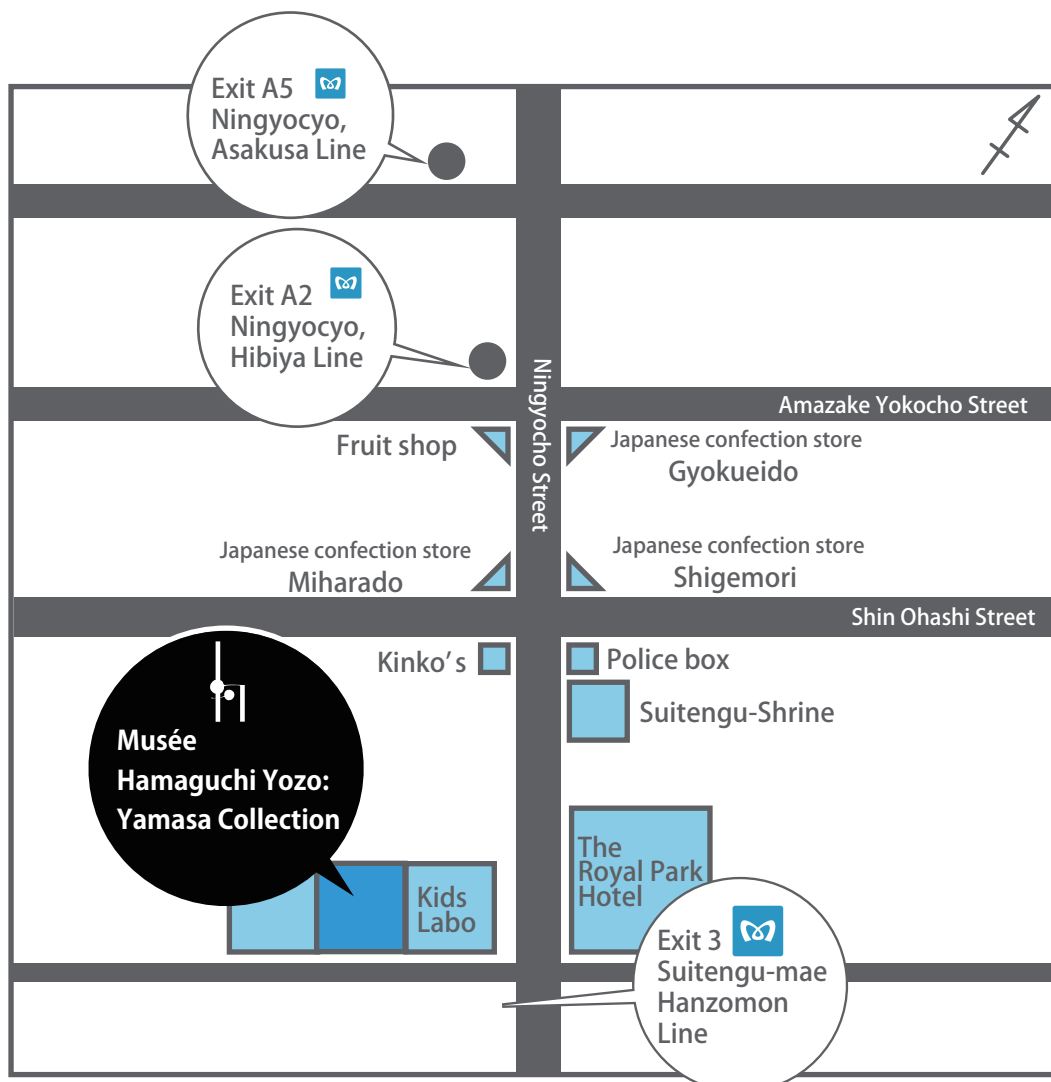 Exit A5
Ningyocyo,
Asakusa Line
Exit A2
Ningyocyo,
Hibiya Line
Ningyocho Street
Amazake Yokocho Street
Fruit shop
Japanese confection store
Gyokueido
Japanese confection store
Miharado
Japanese confection store
Shigemori
Shin Ohashi Street
Kinko's
Police box
Suitengu-Shrine
Musée
Hamaguchi Yozo:
Yamasa Collection
Kids
Labo
The
Royal Park
Hotel
Exit 3
Suitengu-mae
Hanzomon
Line